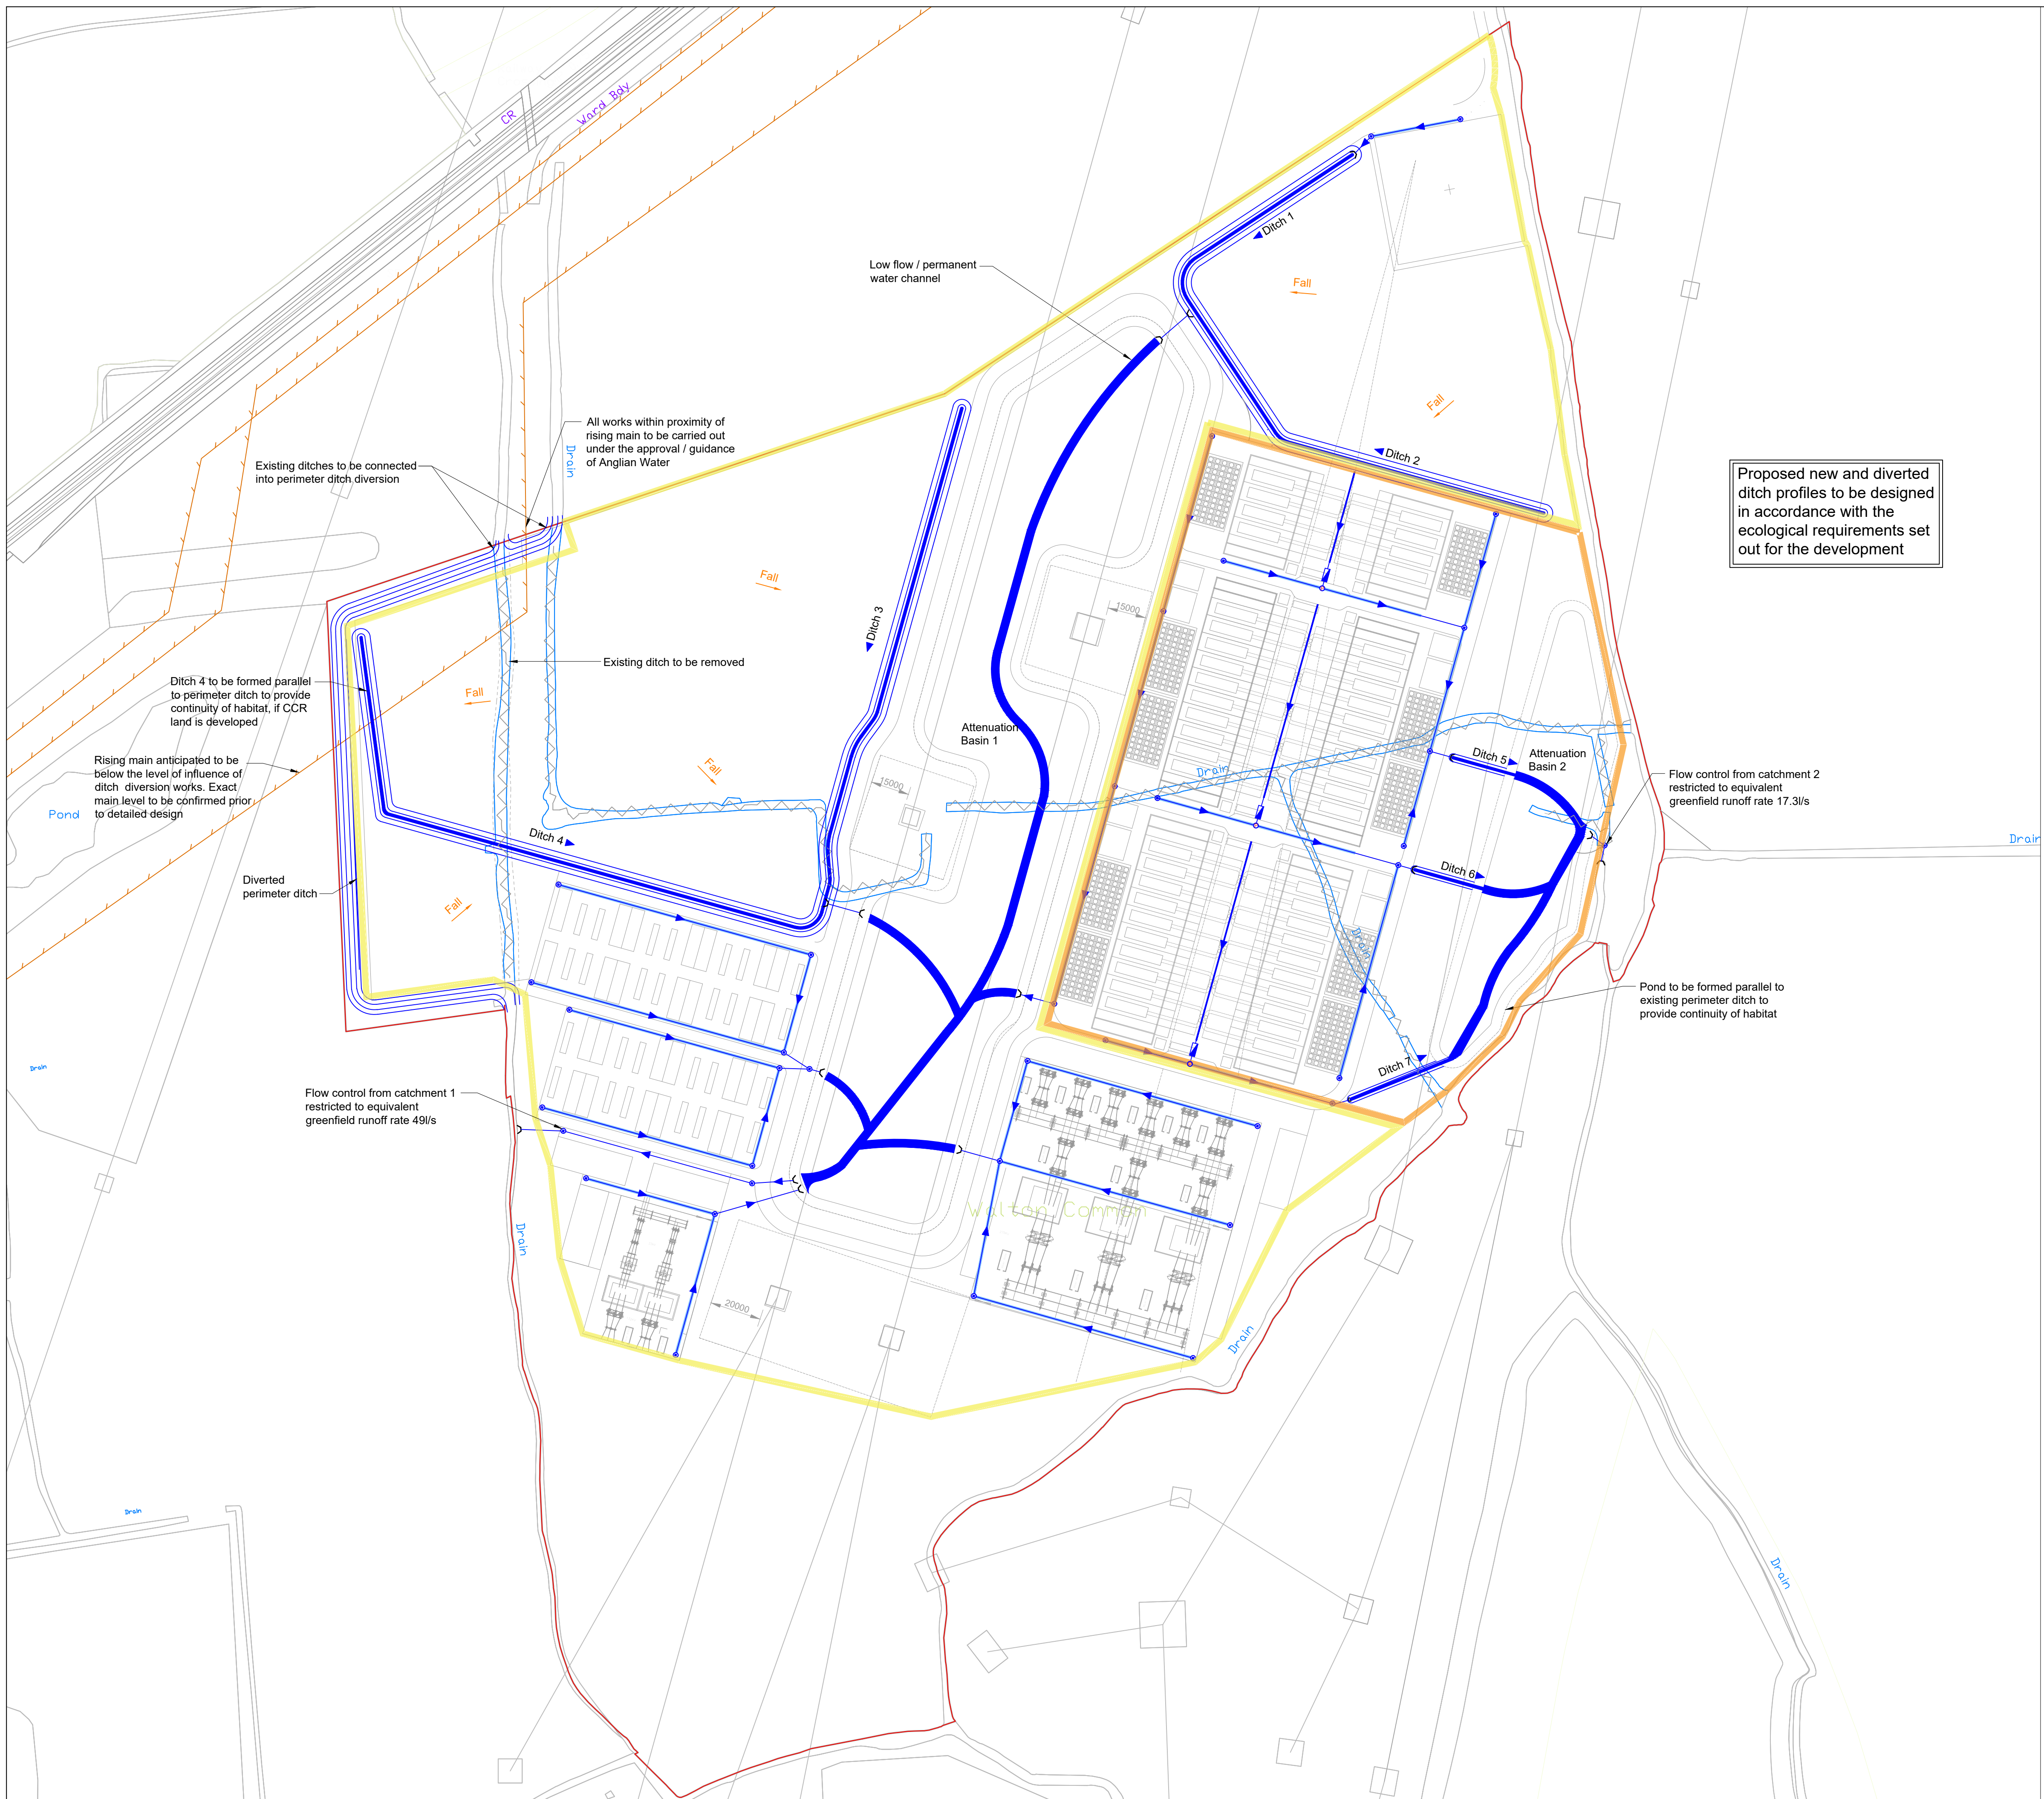 CR
Ward Bdy
Ditch 1
Low flow / permanent
water channel
Fall
Fall
All works within proximity of
rising main to be carried out
under the approval / guidance
of Anglian Water
Drain
Existing ditches to be connected
into perimeter ditch diversion
Ditch 2
Proposed new and diverted
ditch profiles to be designed
in accordance with the
ecological requirements set
out for the development
Fall
15000
Ditch 3
Existing ditch to be removed
Ditch 4 to be formed parallel
to perimeter ditch to provide
continuity of habitat, if CCR
land is developed
Fall
Attenuation
Basin 1
Rising main anticipated to be
below the level of influence of
ditch diversion works. Exact
main level to be confirmed prior
to detailed design
Fall
15000
Drain
Ditch 5
Attenuation
Basin 2
Flow control from catchment 2
restricted to equivalent
greenfield runoff rate 17.3l/s
Pond
Ditch 4
Drain
Diverted
perimeter ditch
Ditch 6
Fall
Drain
Pond to be formed parallel to
existing perimeter ditch to
provide continuity of habitat
Drain
Ditch 7
Flow control from catchment 1
restricted to equivalent
greenfield runoff rate 49l/s
Walton Common
Drain
20000
Drain
Drain
Drain